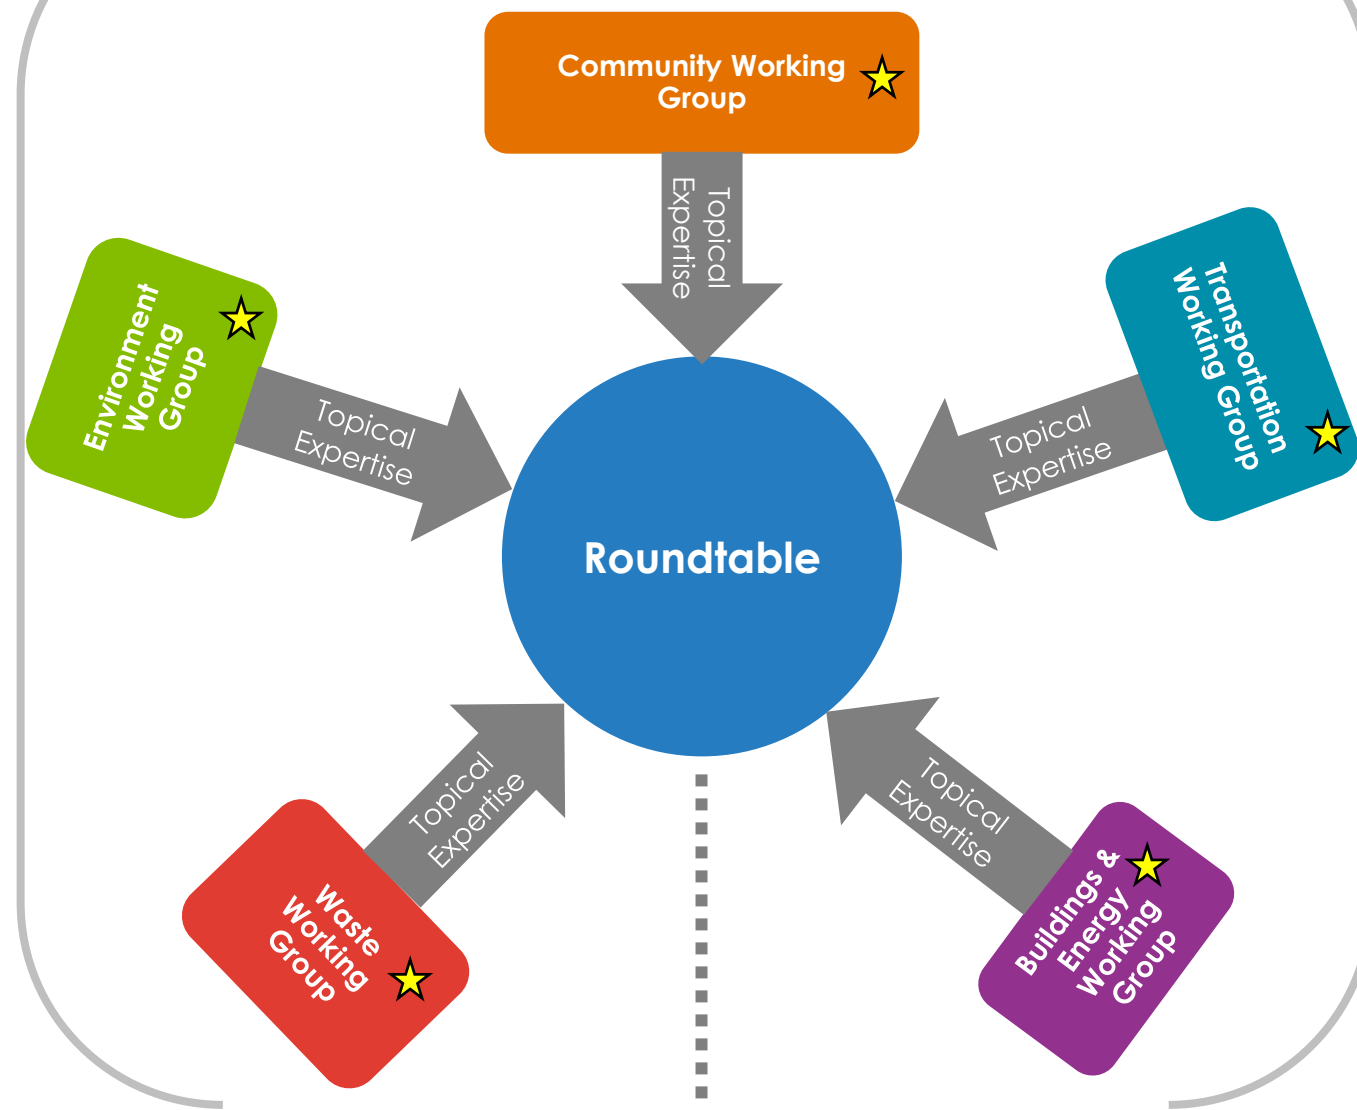 Community Working
Group
Topical
Expertise
Environment
Working
Group
Topical
Expertise
Transportation
Working Group
Topical
Expertise
Roundtable
Waste
Working
Group
Topical
Expertise
Buildings &
Energy
Working
Group
Topical
Expertise